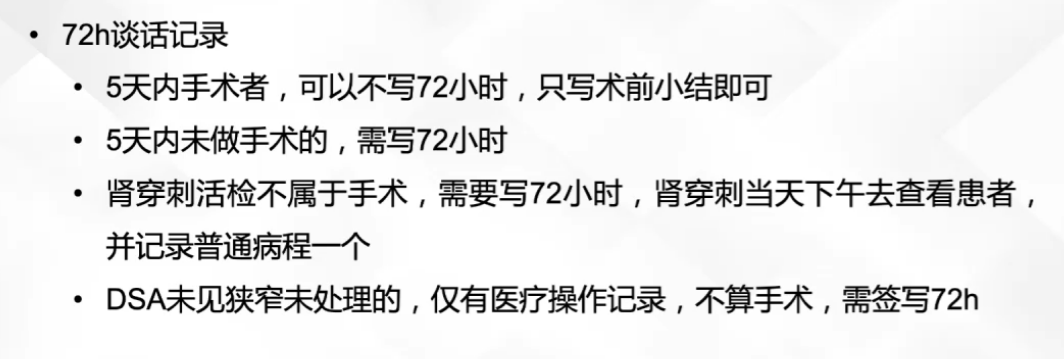 • 72h谈话记录
• 5天内手术者，可以不写72小时，只写术前小结即可
• 5天内未做手术的，需写72小时
• 肾穿刺活检不属于手术，需要写72小时，肾穿刺当天下午去查看患者，
并记录普通病程一个
• DSA未见狭窄未处理的，仅有医疗操作记录，不算手术，需签写72h